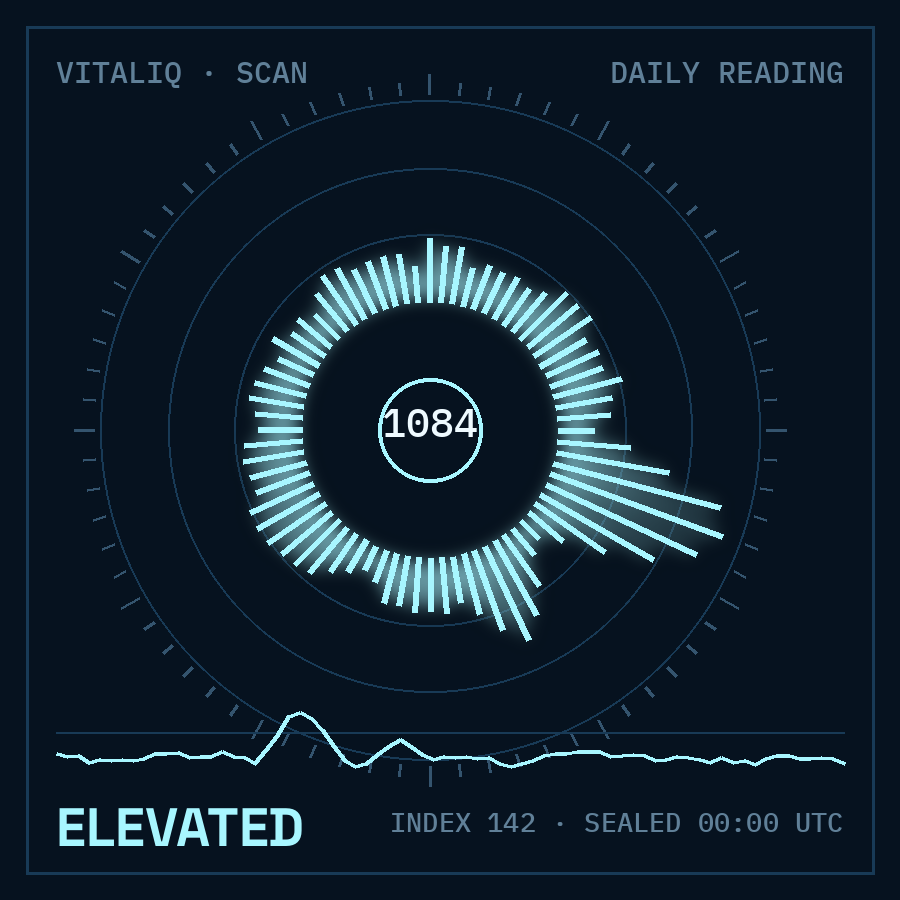 VITALIQ · SCAN
DAILY READING
1084
ELEVATED
INDEX 142 · SEALED 00:00 UTC